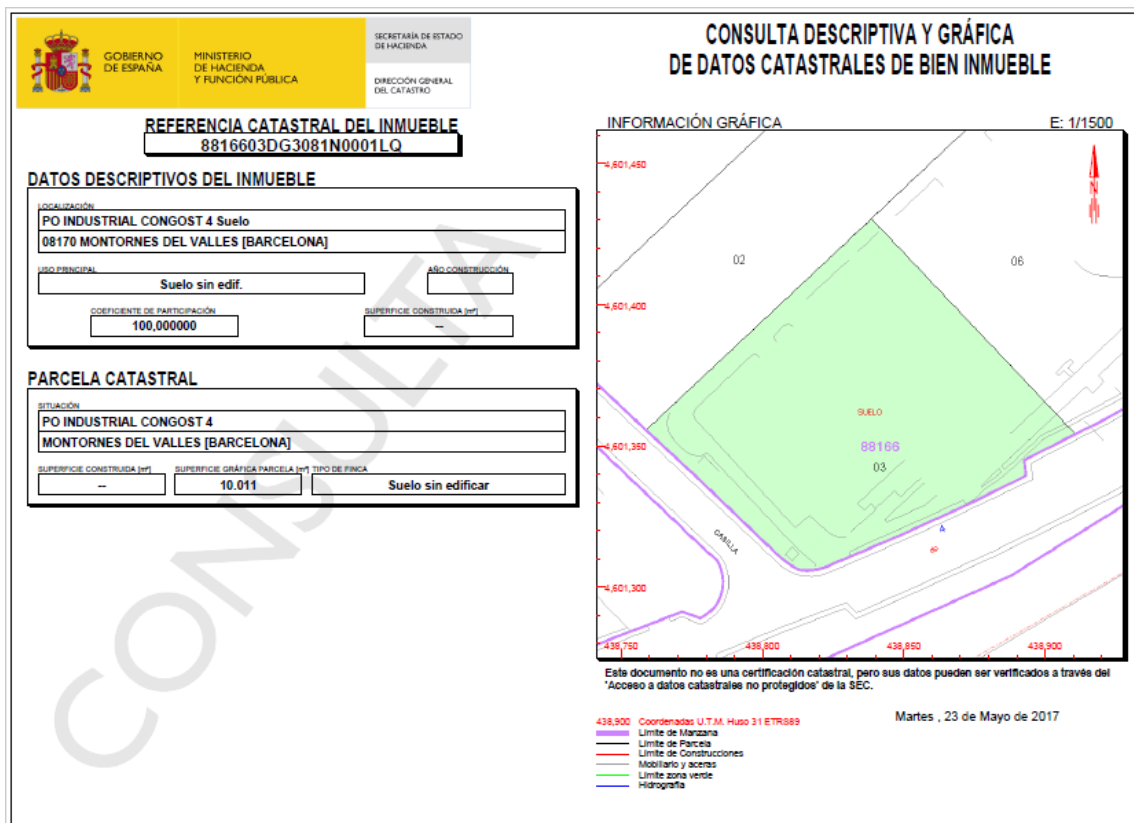 GOBIERNO
DE ESPAÑA
MINISTERIO
DE HACIENDA
Y FUNCIÓN PÚBLICA
SECRETARÍA DE ESTADO
DE HACIENDA
DIRECCIÓN GENERAL
DEL CATASTRO
CONSULTA DESCRIPTIVA Y GRÁFICA
DE DATOS CATASTRALES DE BIEN INMUEBLE
REFERENCIA CATASTRAL DEL INMUEBLE
8816603DG3081N0001LQ
DATOS DESCRIPTIVOS DEL INMUEBLE
LOCALIZACIÓN
PO INDUSTRIAL CONGOST 4 Suelo
08170 MONTORNES DEL VALLES [BARCELONA]
USO PRINCIPAL
Suelo sin edif.
AÑO CONSTRUCCIÓN
COEFICIENTE DE PARTICIPACIÓN
100,000000
SUPERFICIE CONSTRUIDA [m²]
--
PARCELA CATASTRAL
SITUACIÓN
PO INDUSTRIAL CONGOST 4
MONTORNES DEL VALLES [BARCELONA]
SUPERFICIE CONSTRUIDA [m²]
--
SUPERFICIE GRÁFICA PARCELA [m²]
10.011
TIPO DE FINCA
Suelo sin edificar
CONSULTA
INFORMACIÓN GRÁFICA E: 1/1500
4,601,450
N
02
06
4,601,400
SUELO
4,601,350
88166
03
CASILLA
4
4,601,300
438,750 438,800 438,850 438,900
Este documento no es una certificación catastral, pero sus datos pueden ser verificados a través del
'Acceso a datos catastrales no protegidos' de la SEC.
438,900 Coordenadas U.T.M. Huso 31 ETRS89
Límite de Manzana
Límite de Parcela
Límite de Construcciones
Mobiliario y aceras
Límite zona verde
Hidrografía
Martes , 23 de Mayo de 2017